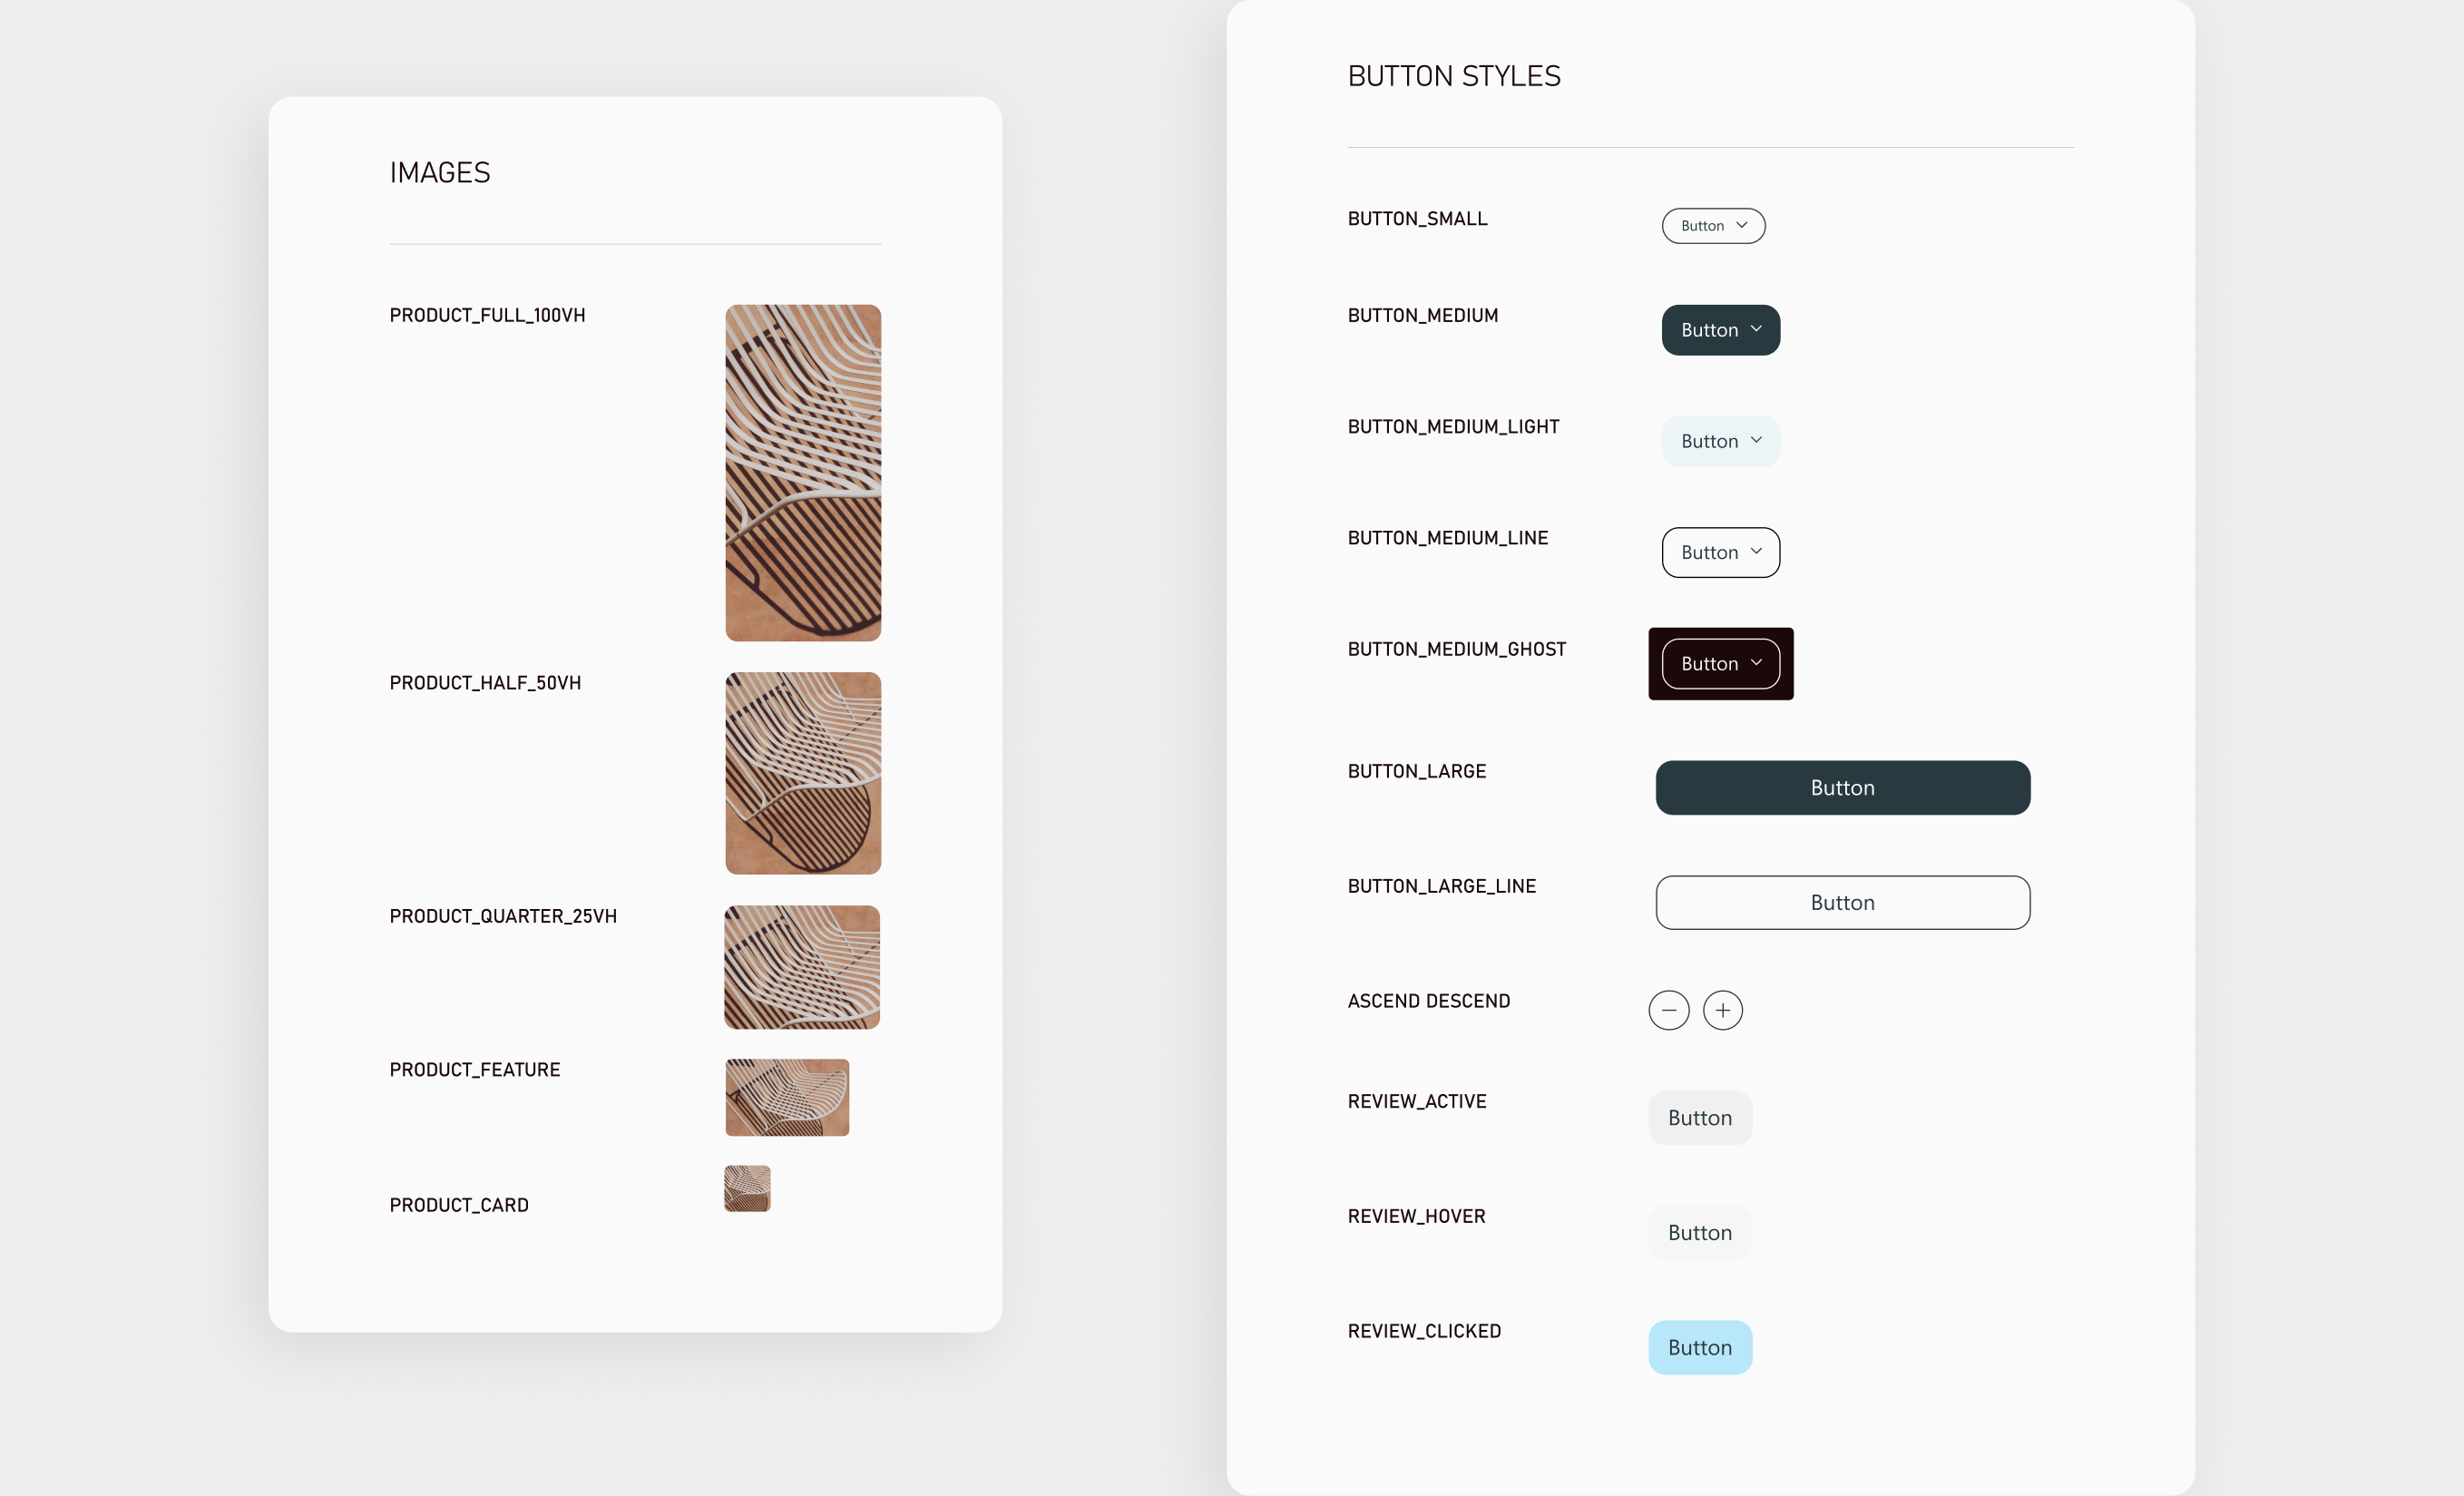 IMAGES
PRODUCT_FULL_100VH
PRODUCT_HALF_50VH
PRODUCT_QUARTER_25VH
PRODUCT_FEATURE
PRODUCT_CARD
BUTTON STYLES
BUTTON_SMALL
Button
BUTTON_MEDIUM
Button
BUTTON_MEDIUM_LIGHT
Button
BUTTON_MEDIUM_LINE
Button
BUTTON_MEDIUM_GHOST
Button
BUTTON_LARGE
Button
BUTTON_LARGE_LINE
Button
ASCEND DESCEND
REVIEW_ACTIVE
Button
REVIEW_HOVER
Button
REVIEW_CLICKED
Button